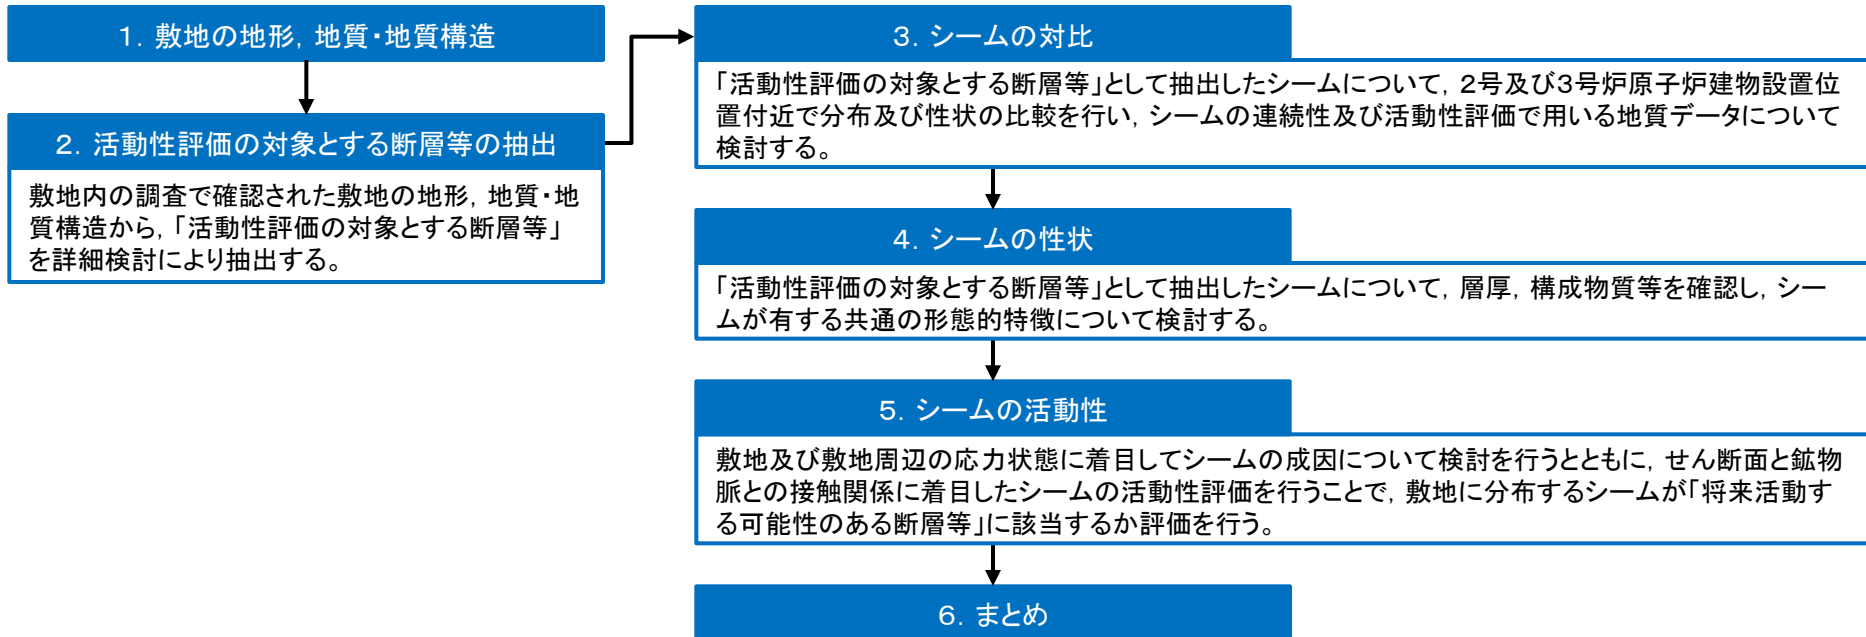 1. 敷地の地形, 地質・地質構造
2. 活動性評価の対象とする断層等の抽出
敷地内の調査で確認された敷地の地形, 地質・地
質構造から, 「活動性評価の対象とする断層等」
を詳細検討により抽出する。
3. シームの対比
「活動性評価の対象とする断層等」として抽出したシームについて, 2号及び3号炉原子炉建物設置位
置付近で分布及び性状の比較を行い, シームの連続性及び活動性評価で用いる地質データについて
検討する。
4. シームの性状
「活動性評価の対象とする断層等」として抽出したシームについて, 層厚, 構成物質等を確認し, シー
ムが有する共通の形態的特徴について検討する。
5. シームの活動性
敷地及び敷地周辺の応力状態に着目してシームの成因について検討を行うとともに, せん断面と鉱物
脈との接触関係に着目したシームの活動性評価を行うことで, 敷地に分布するシームが「将来活動す
る可能性のある断層等」に該当するか評価を行う。
6. まとめ